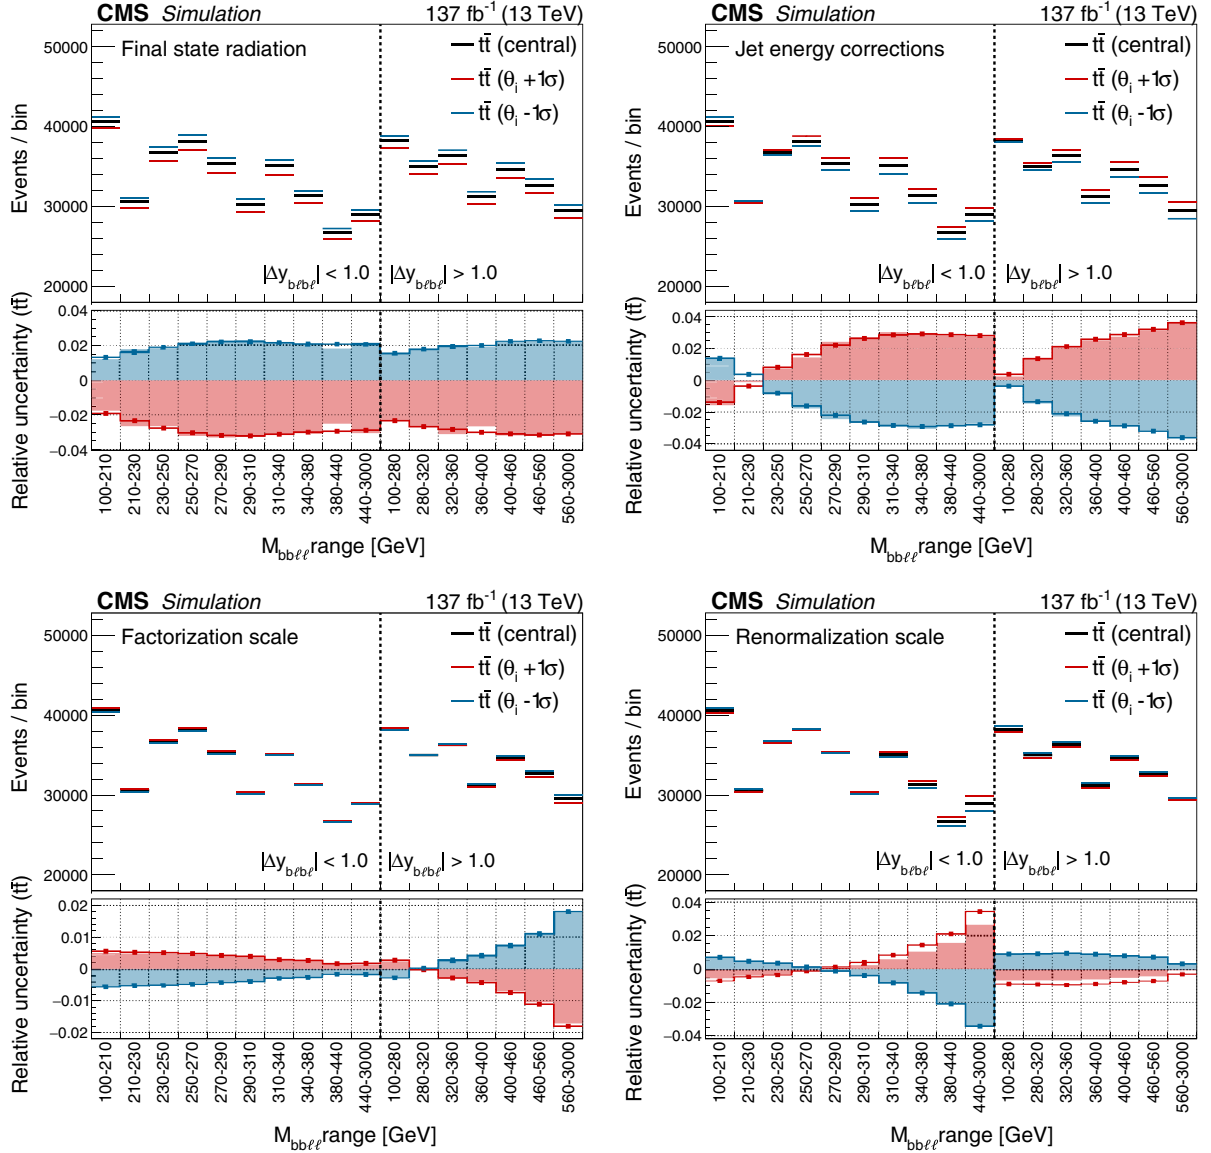 CMS Simulation 137 fb⁻¹ (13 TeV)
Final state radiation
tt̄ (central)
tt̄ (θᵢ +1σ)
tt̄ (θᵢ -1σ)
Events / bin
50000
40000
30000
20000
|Δy_bℓbℓ| < 1.0
|Δy_bℓbℓ| > 1.0
Relative uncertainty (tt̄)
0.04
0.02
0
−0.02
−0.04
100-210
210-230
230-250
250-270
270-290
290-310
310-340
340-380
380-440
440-3000
100-280
280-320
320-360
360-400
400-460
460-560
560-3000
M_bbℓℓ range [GeV]
CMS Simulation 137 fb⁻¹ (13 TeV)
Jet energy corrections
tt̄ (central)
tt̄ (θᵢ +1σ)
tt̄ (θᵢ -1σ)
Events / bin
50000
40000
30000
20000
|Δy_bℓbℓ| < 1.0
|Δy_bℓbℓ| > 1.0
Relative uncertainty (tt̄)
0.04
0.02
0
−0.02
−0.04
100-210
210-230
230-250
250-270
270-290
290-310
310-340
340-380
380-440
440-3000
100-280
280-320
320-360
360-400
400-460
460-560
560-3000
M_bbℓℓ range [GeV]
CMS Simulation 137 fb⁻¹ (13 TeV)
Factorization scale
tt̄ (central)
tt̄ (θᵢ +1σ)
tt̄ (θᵢ -1σ)
Events / bin
50000
40000
30000
20000
|Δy_bℓbℓ| < 1.0
|Δy_bℓbℓ| > 1.0
Relative uncertainty (tt̄)
0.02
0.01
0
−0.01
−0.02
100-210
210-230
230-250
250-270
270-290
290-310
310-340
340-380
380-440
440-3000
100-280
280-320
320-360
360-400
400-460
460-560
560-3000
M_bbℓℓ range [GeV]
CMS Simulation 137 fb⁻¹ (13 TeV)
Renormalization scale
tt̄ (central)
tt̄ (θᵢ +1σ)
tt̄ (θᵢ -1σ)
Events / bin
50000
40000
30000
20000
|Δy_bℓbℓ| < 1.0
|Δy_bℓbℓ| > 1.0
Relative uncertainty (tt̄)
0.04
0.02
0
−0.02
−0.04
100-210
210-230
230-250
250-270
270-290
290-310
310-340
340-380
380-440
440-3000
100-280
280-320
320-360
360-400
400-460
460-560
560-3000
M_bbℓℓ range [GeV]